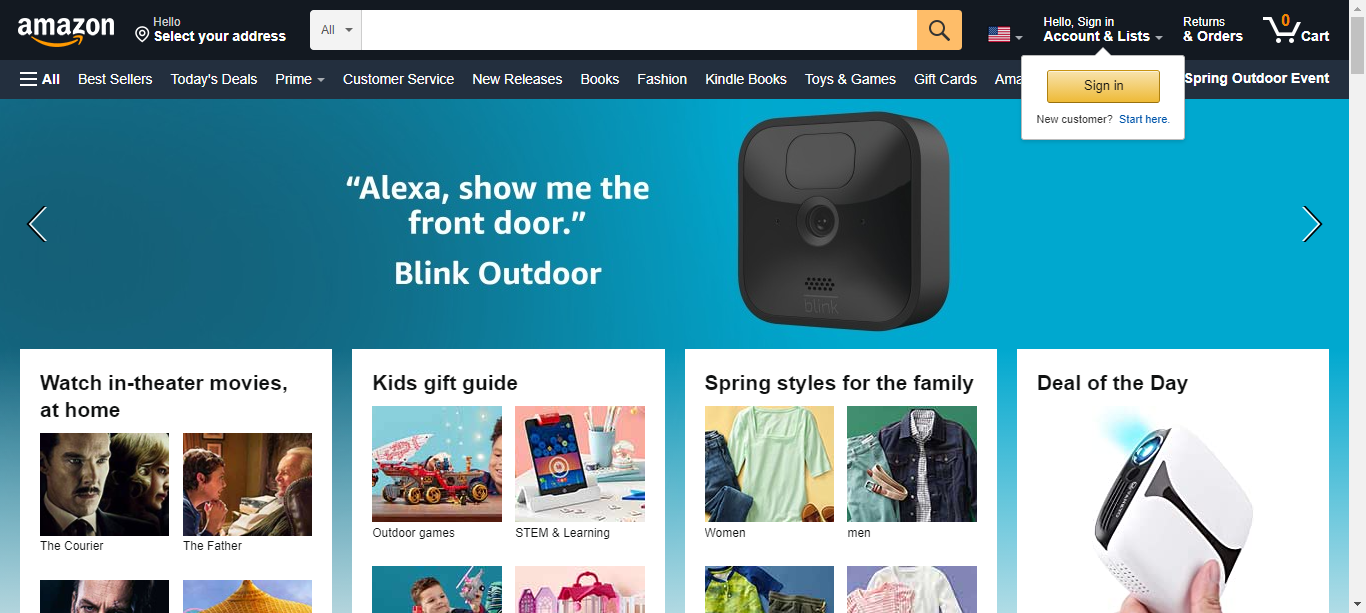 amazon
Hello
Select your address
All
Hello, Sign in
Account & Lists
Returns
& Orders
0
Cart
All
Best Sellers
Today's Deals
Prime
Customer Service
New Releases
Books
Fashion
Kindle Books
Toys & Games
Gift Cards
Spring Outdoor Event
Sign in
New customer? Start here.
“Alexa, show me the
front door.”
Blink Outdoor
blink
Watch in-theater movies,
at home
The Courier
The Father
Kids gift guide
Outdoor games
STEM & Learning
Spring styles for the family
Women
men
Deal of the Day